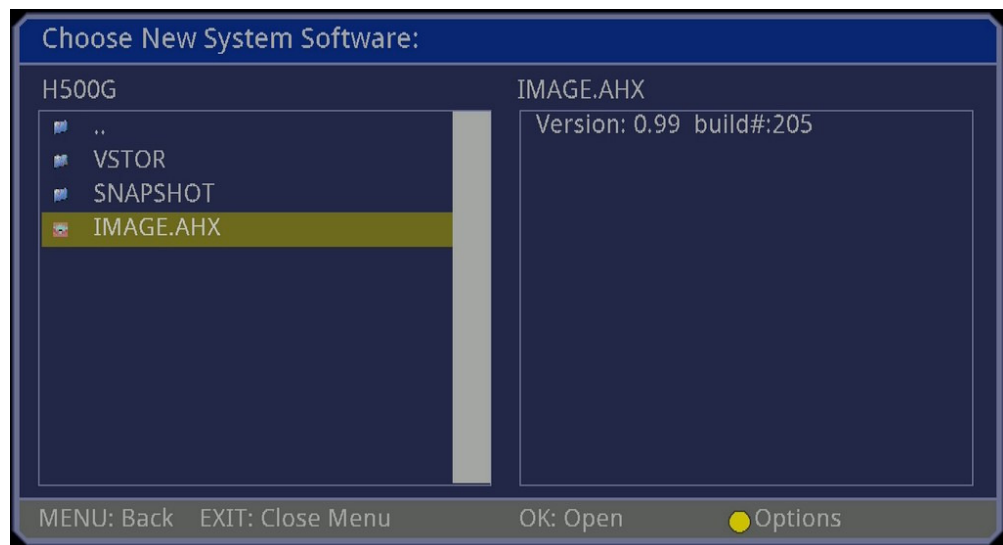 Choose New System Software:
H500G
..
VSTOR
SNAPSHOT
IMAGE.AHX
IMAGE.AHX
Version: 0.99 build#:205
MENU: Back EXIT: Close Menu OK: Open Options